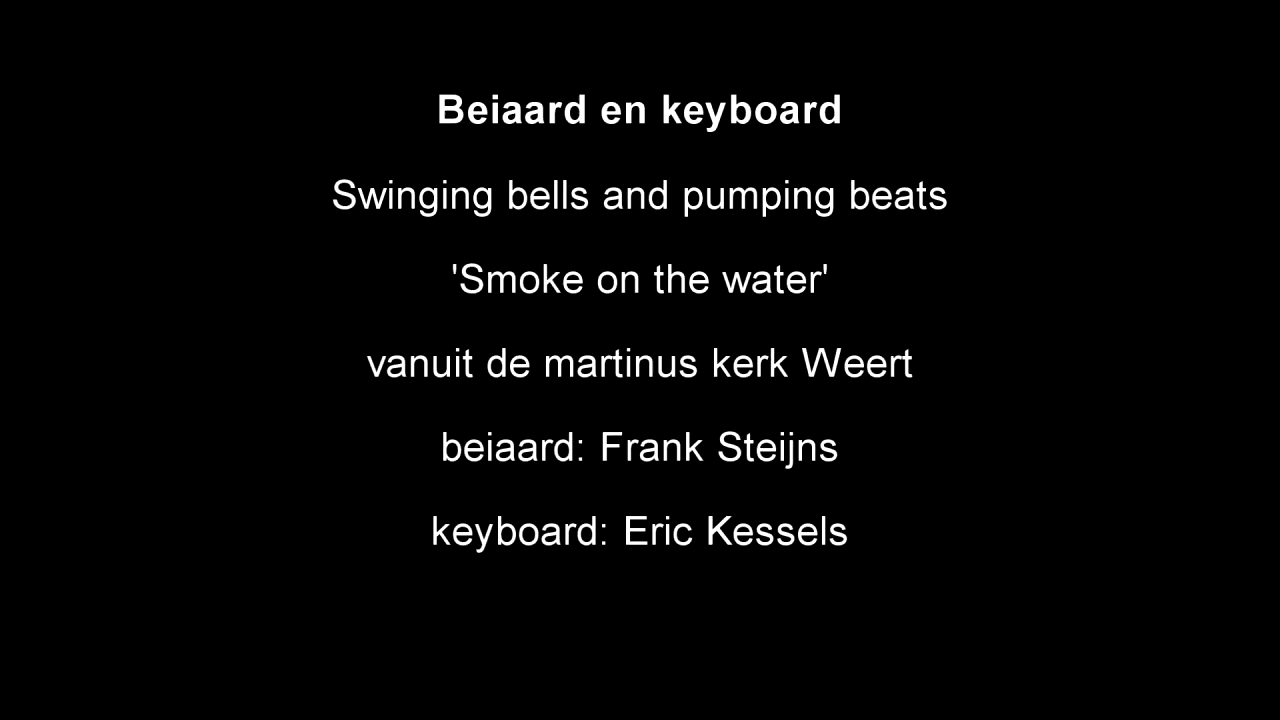 Beiaard en keyboard
Swinging bells and pumping beats
'Smoke on the water'
vanuit de martinus kerk Weert
beiaard: Frank Steijns
keyboard: Eric Kessels